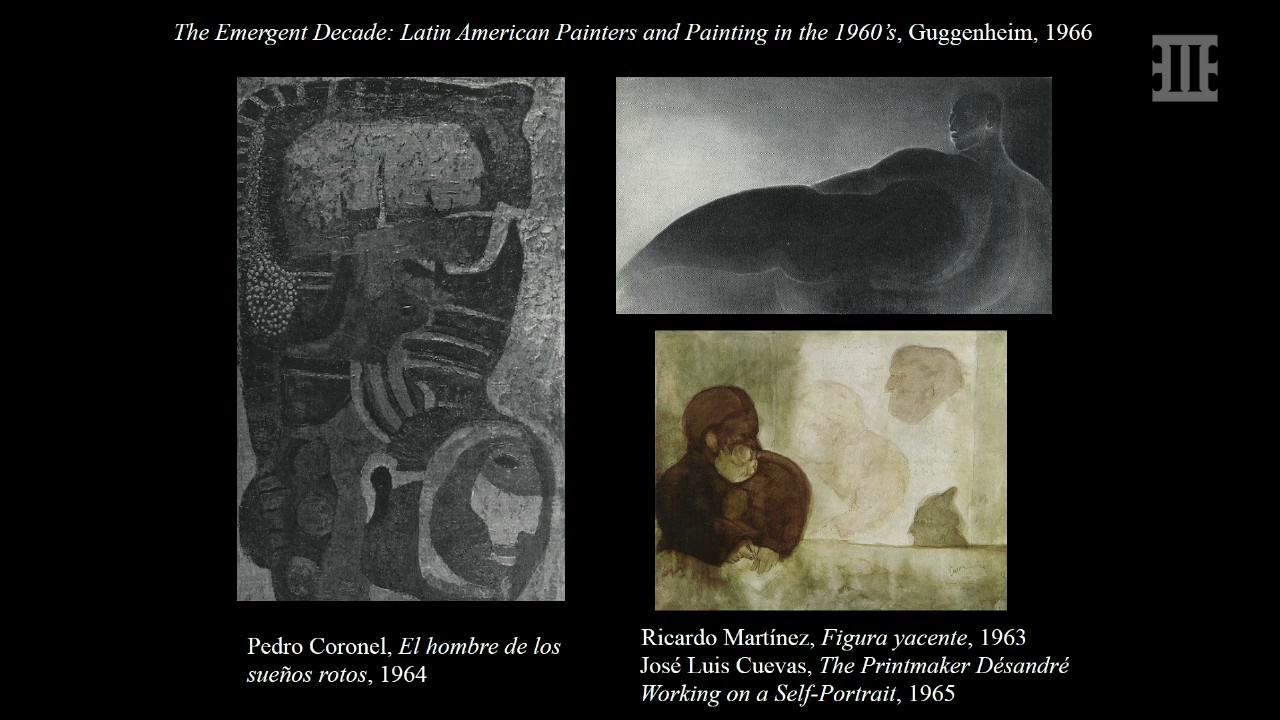 The Emergent Decade: Latin American Painters and Painting in the 1960’s, Guggenheim, 1966
Pedro Coronel, El hombre de los
sueños rotos, 1964
Ricardo Martínez, Figura yacente, 1963
José Luis Cuevas, The Printmaker Désandré
Working on a Self-Portrait, 1965